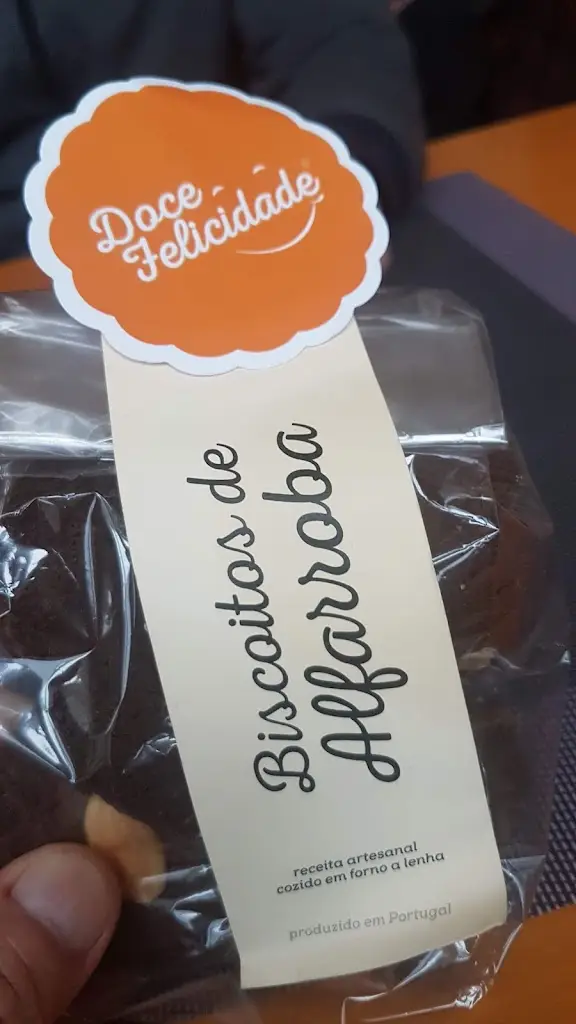 Doce
Felicidade
Biscoitos de
Alfarroba
receita artesanal
cozido em forno a lenha
produzido em Portugal